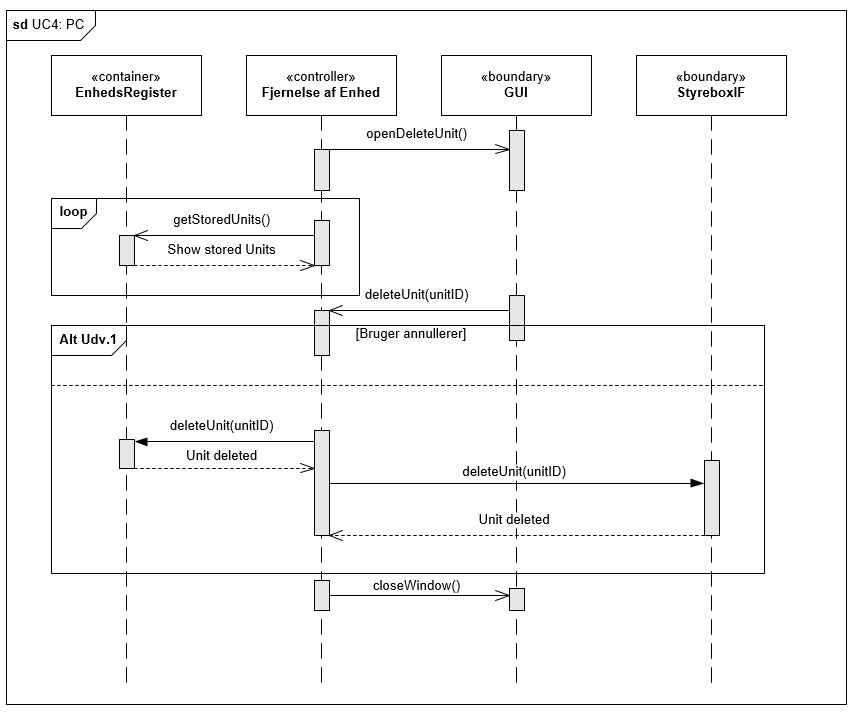 sd UC4: PC
«container»
EnhedsRegister
«controller»
Fjernelse af Enhed
«boundary»
GUI
«boundary»
StyreboxIF
openDeleteUnit()
loop
getStoredUnits()
Show stored Units
deleteUnit(unitID)
Alt Udv.1
[Bruger annullerer]
deleteUnit(unitID)
Unit deleted
deleteUnit(unitID)
Unit deleted
closeWindow()